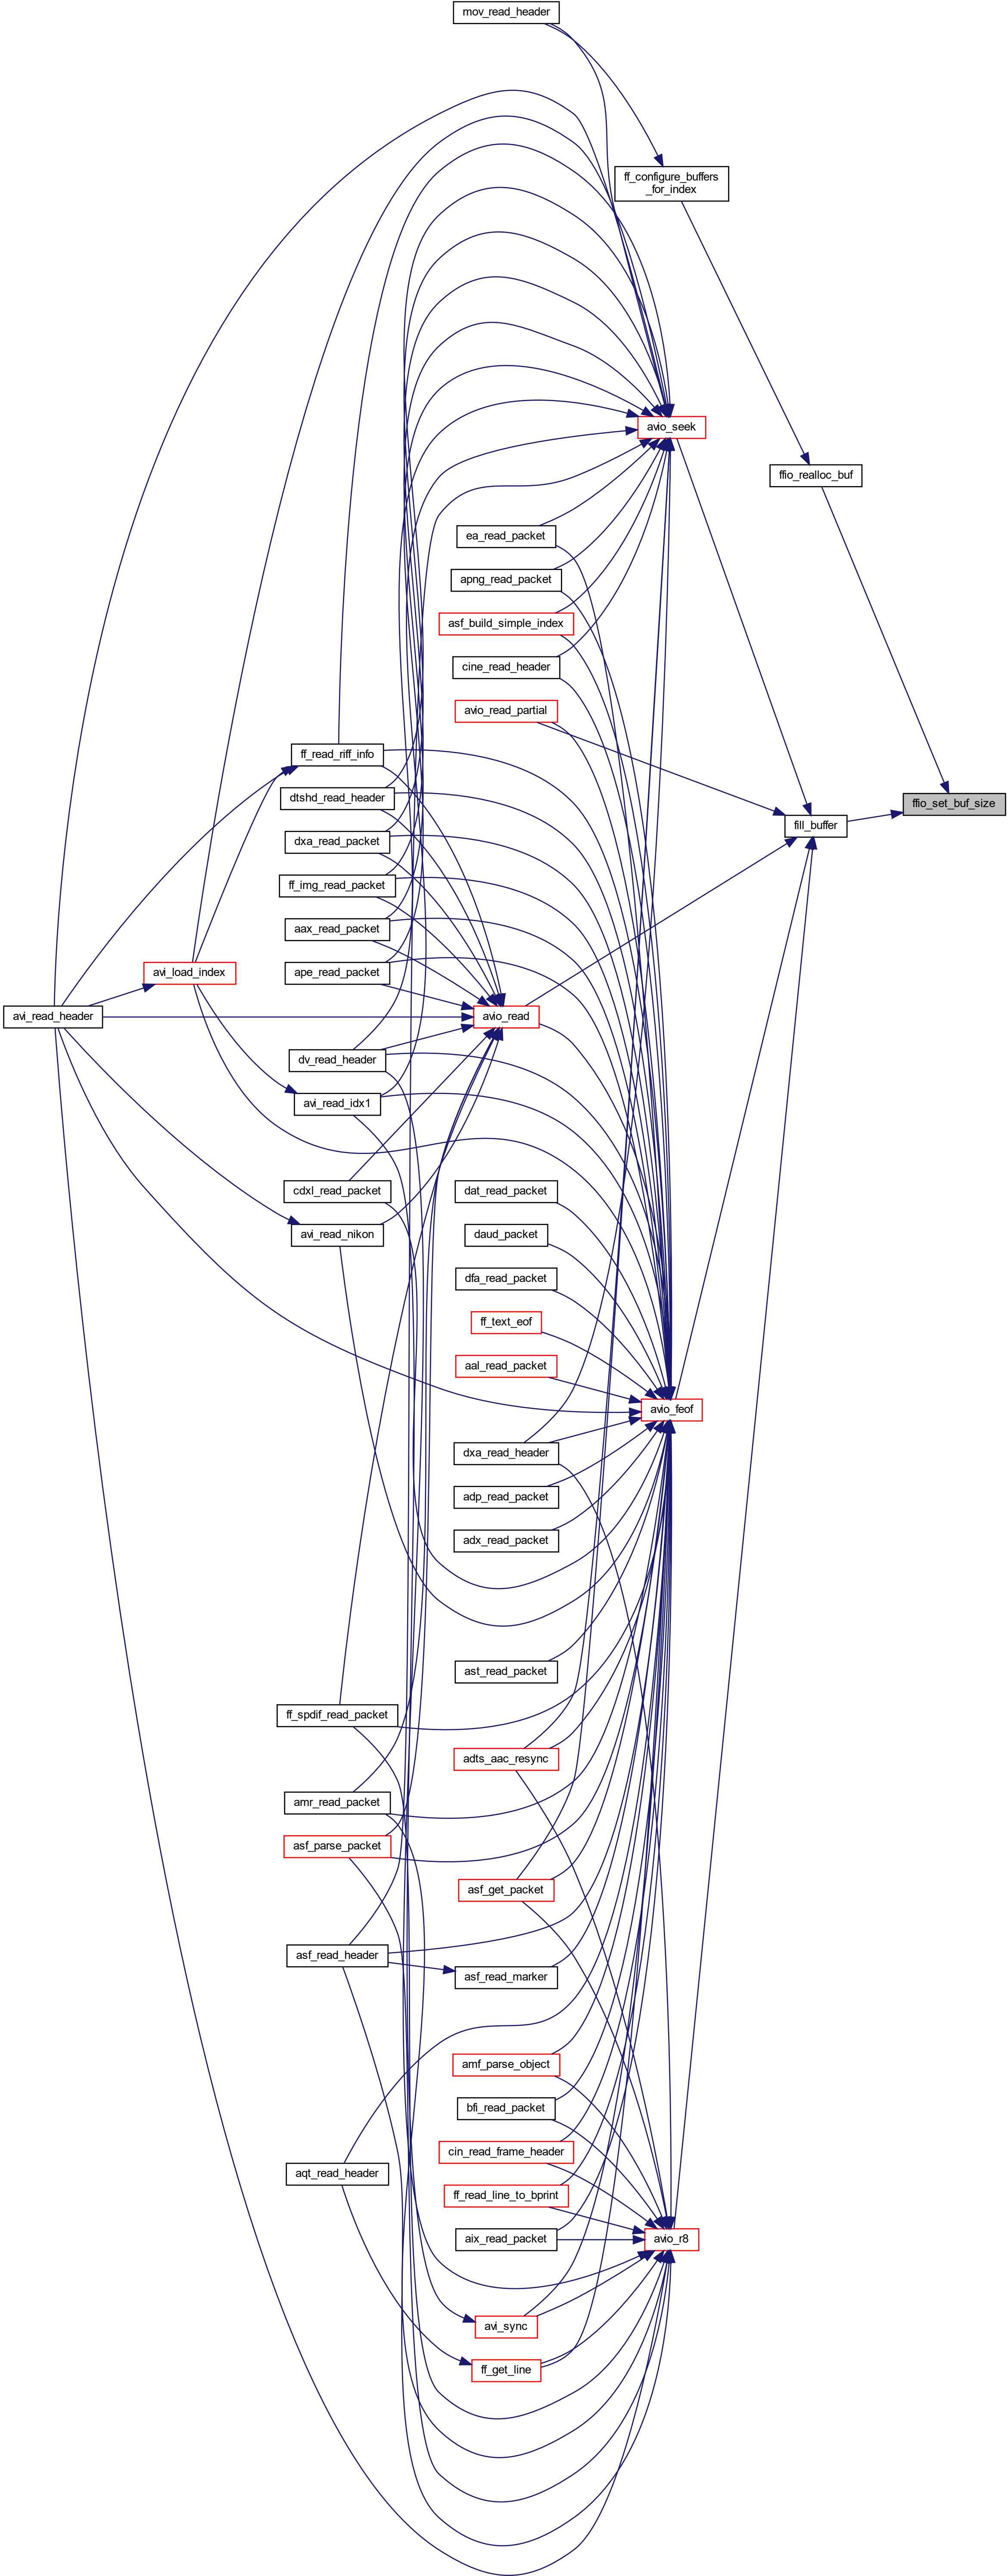 mov_read_header
ff_configure_buffers
_for_index
avio_seek
ffio_realloc_buf
ea_read_packet
apng_read_packet
asf_build_simple_index
cine_read_header
avio_read_partial
ff_read_riff_info
dtshd_read_header
ffio_set_buf_size
fill_buffer
dxa_read_packet
ff_img_read_packet
aax_read_packet
ape_read_packet
avi_load_index
avi_read_header
avio_read
dv_read_header
avi_read_idx1
cdxl_read_packet
dat_read_packet
avi_read_nikon
daud_packet
dfa_read_packet
ff_text_eof
aal_read_packet
avio_feof
dxa_read_header
adp_read_packet
adx_read_packet
ast_read_packet
ff_spdif_read_packet
adts_aac_resync
amr_read_packet
asf_parse_packet
asf_get_packet
asf_read_header
asf_read_marker
amf_parse_object
bfi_read_packet
cin_read_frame_header
aqt_read_header
ff_read_line_to_bprint
aix_read_packet
avio_r8
avi_sync
ff_get_line